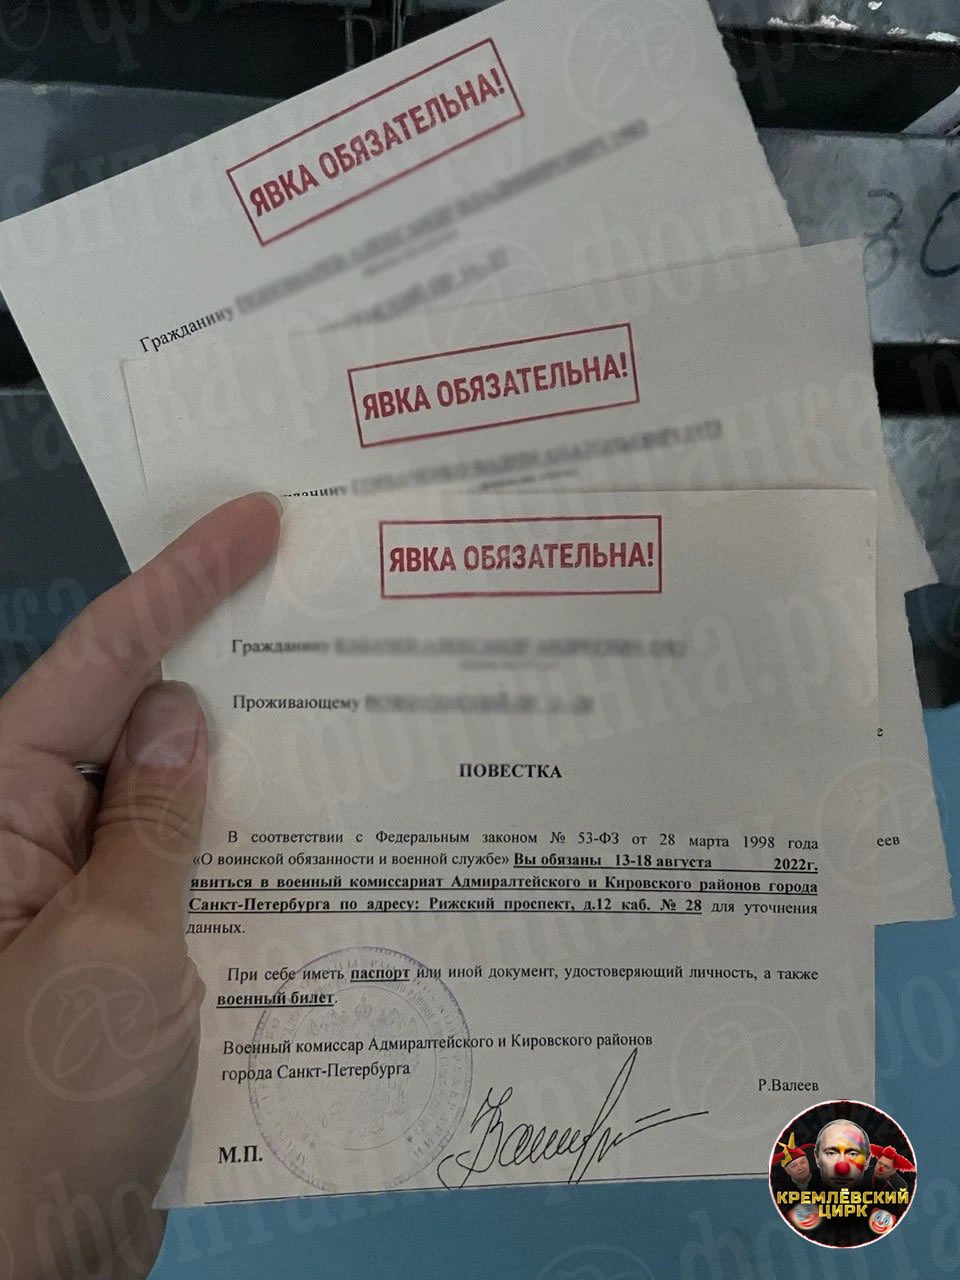 ЯВКА ОБЯЗАТЕЛЬНА!
Гражданину
ЯВКА ОБЯЗАТЕЛЬНА!
ЯВКА ОБЯЗАТЕЛЬНА!
Гражданину
Проживающему
ПОВЕСТКА
В соответствии с Федеральным законом № 53-ФЗ от 28 марта 1998 года
«О воинской обязанности и военной службе» Вы обязаны 13-18 августа 2022г.
явиться в военный комиссариат Адмиралтейского и Кировского районов города
Санкт-Петербурга по адресу: Рижский проспект, д.12 каб. № 28 для уточнения
данных.
При себе иметь паспорт или иной документ, удостоверяющий личность, а также
военный билет.
Военный комиссар Адмиралтейского и Кировского районов
города Санкт-Петербурга
Р.Валеев
М.П.
еев
фонтанка.ру
КРЕМЛЁВСКИЙ
ЦИРК